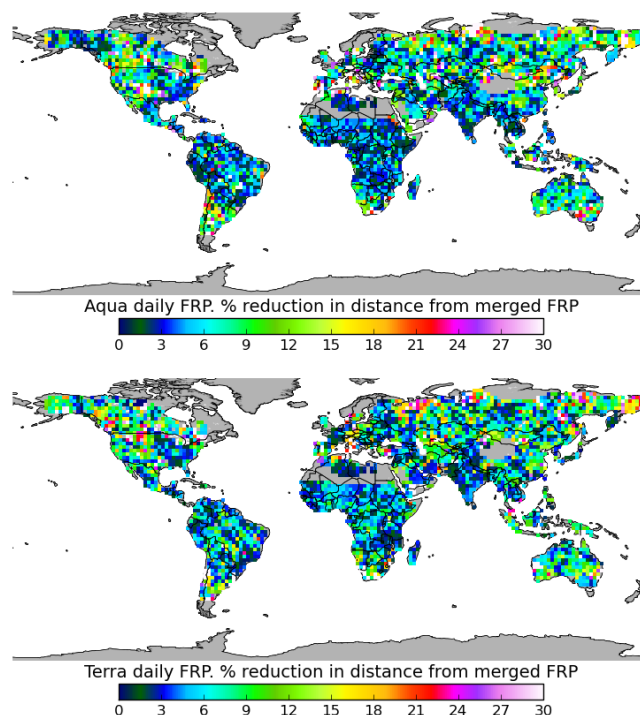 Aqua daily FRP. % reduction in distance from merged FRP
0 3 6 9 12 15 18 21 24 27 30
Terra daily FRP. % reduction in distance from merged FRP
0 3 6 9 12 15 18 21 24 27 30